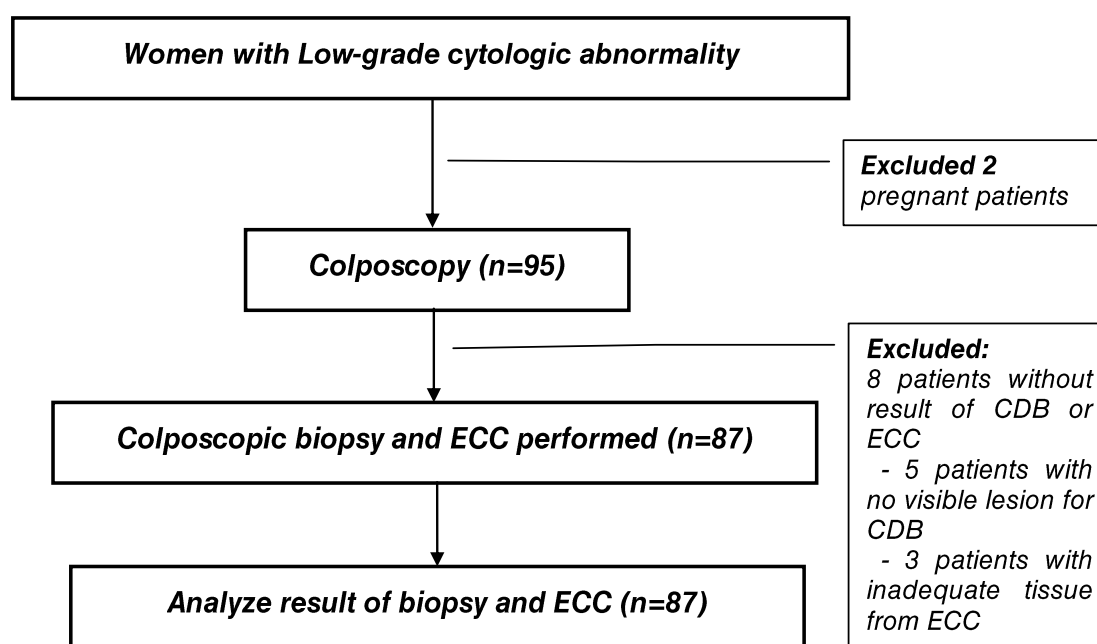 Women with Low-grade cytologic abnormality
Excluded 2
pregnant patients
Colposcopy (n=95)
Excluded:
8 patients without
result of CDB or
ECC
- 5 patients with
no visible lesion for
CDB
- 3 patients with
inadequate tissue
from ECC
Colposcopic biopsy and ECC performed (n=87)
Analyze result of biopsy and ECC (n=87)